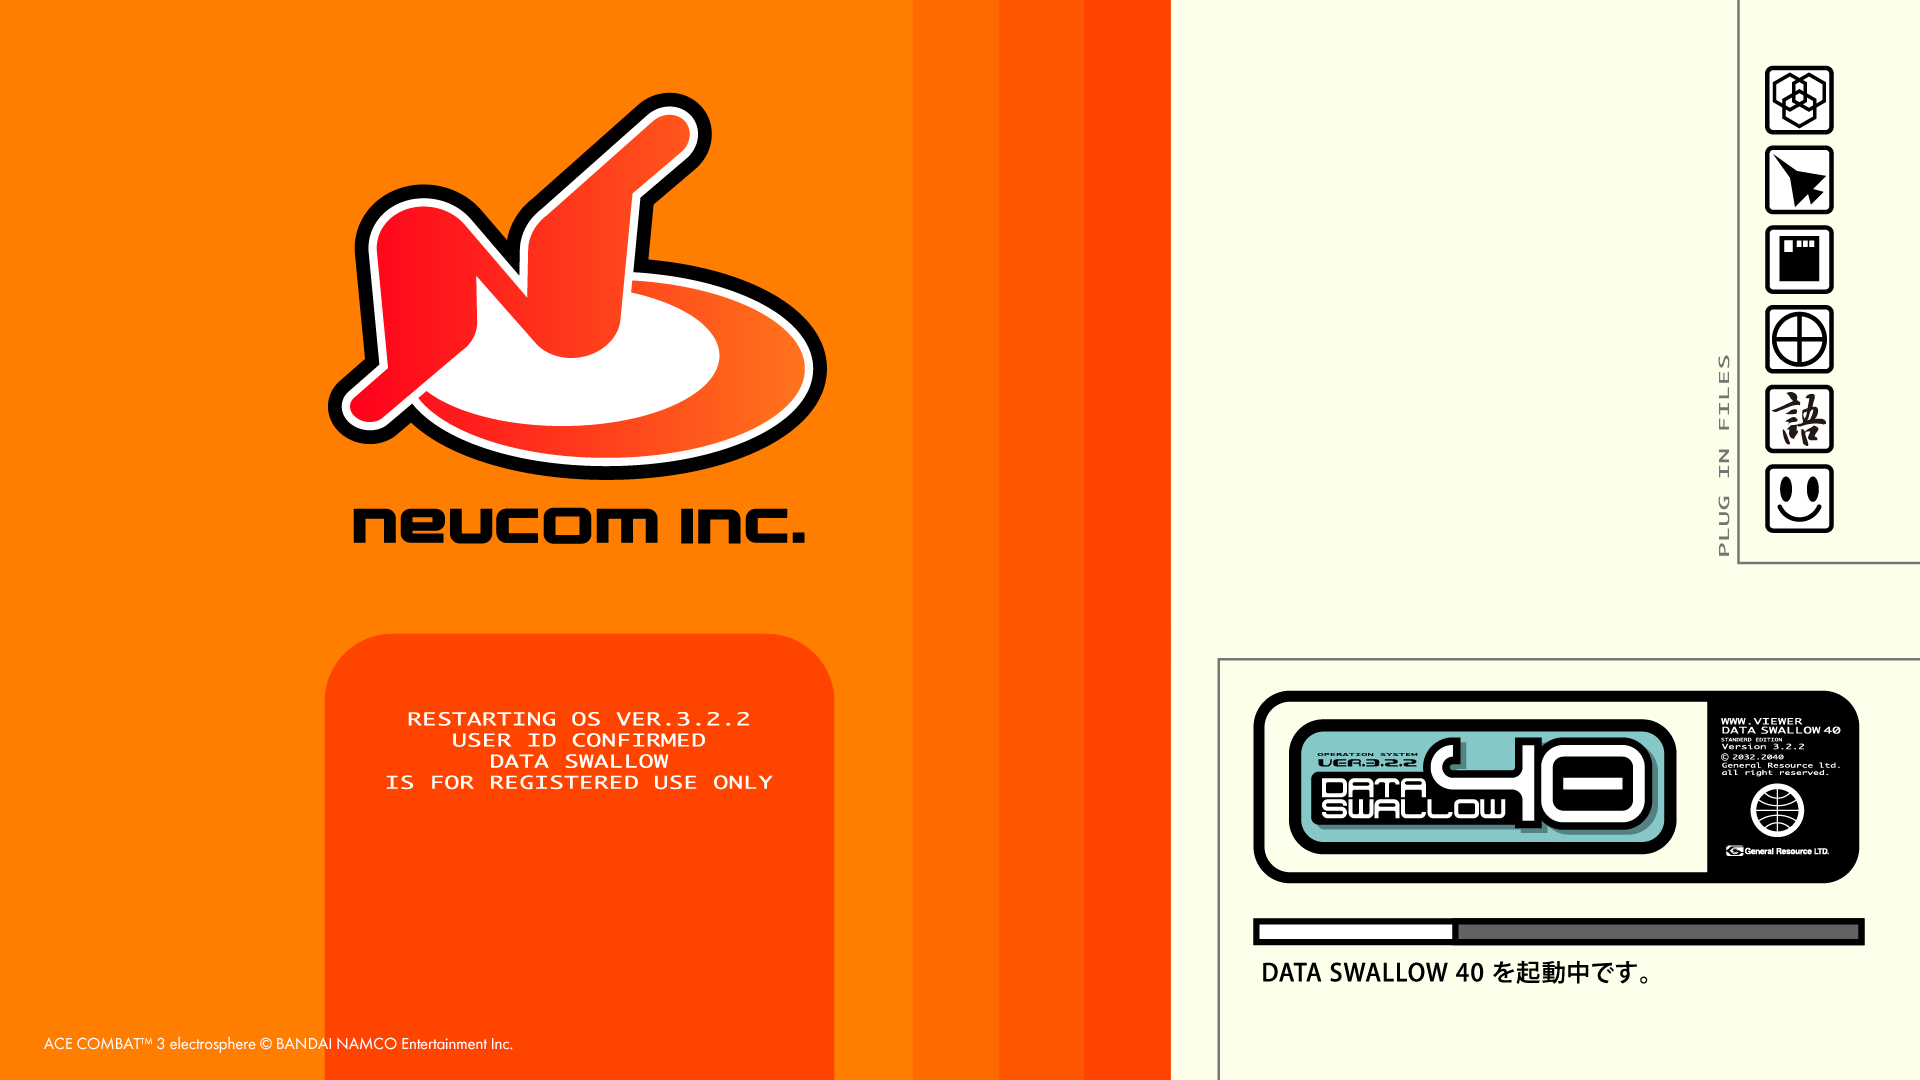 neucom inc.
RESTARTING OS VER.3.2.2
USER ID CONFIRMED
DATA SWALLOW
IS FOR REGISTERED USE ONLY
ACE COMBAT™ 3 electrosphere © BANDAI NAMCO Entertainment Inc.
PLUG IN FILES
語
OPERATION SYSTEM
VER.3.2.2
DATA
SWALLOW
40
WWW.VIEWER
DATA SWALLOW 40
STANDERD EDITION
Version 3.2.2
© 2032.2040
General Resource ltd.
all right reserved.
General Resource LTD.
DATA SWALLOW 40 を起動中です。